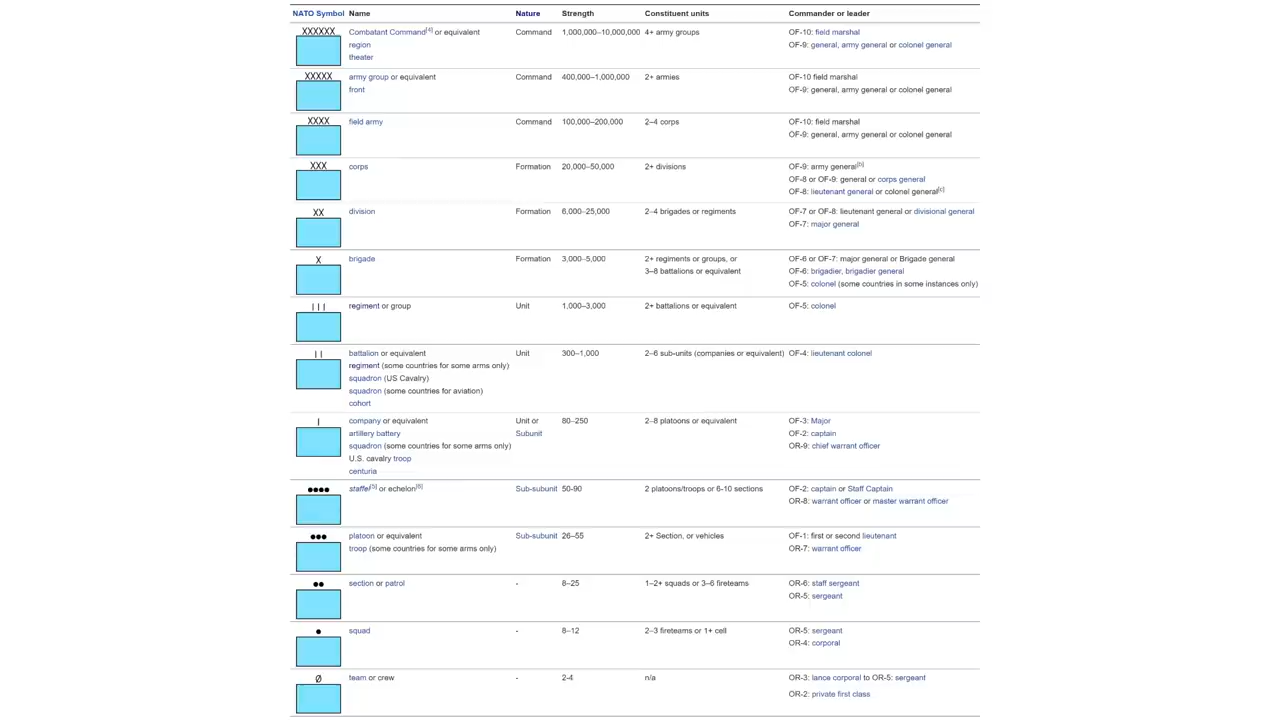 NATO Symbol Name Nature Strength Constituent units Commander or leader
XXXXXX Combatant Command[4] or equivalent Command 1,000,000–10,000,000 4+ army groups OF-10: field marshal
region OF-9: general, army general or colonel general
theater
XXXXX army group or equivalent Command 400,000–1,000,000 2+ armies OF-10 field marshal
front OF-9: general, army general or colonel general
XXXX field army Command 100,000–200,000 2–4 corps OF-10: field marshal
OF-9: general, army general or colonel general
XXX corps Formation 20,000–50,000 2+ divisions OF-9: army general[b]
OF-8 or OF-9: general or corps general
OF-8: lieutenant general or colonel general[c]
XX division Formation 6,000–25,000 2–4 brigades or regiments OF-7 or OF-8: lieutenant general or divisional general
OF-7: major general
X brigade Formation 3,000–5,000 2+ regiments or groups, or OF-6 or OF-7: major general or Brigade general
3–8 battalions or equivalent OF-6: brigadier, brigadier general
OF-5: colonel (some countries in some instances only)
| | | regiment or group Unit 1,000–3,000 2+ battalions or equivalent OF-5: colonel
| | battalion or equivalent Unit 300–1,000 2–6 sub-units (companies or equivalent) OF-4: lieutenant colonel
regiment (some countries for some arms only)
squadron (US Cavalry)
squadron (some countries for aviation)
cohort
| company or equivalent Unit or 80–250 2–8 platoons or equivalent OF-3: Major
artillery battery Subunit OF-2: captain
squadron (some countries for some arms only) OR-9: chief warrant officer
U.S. cavalry troop
centuria
●●●● staffel[5] or echelon[6] Sub-subunit 50-90 2 platoons/troops or 6-10 sections OF-2: captain or Staff Captain
OR-8: warrant officer or master warrant officer
●●● platoon or equivalent Sub-subunit 26–55 2+ Section, or vehicles OF-1: first or second lieutenant
troop (some countries for some arms only) OR-7: warrant officer
●● section or patrol - 8–25 1–2+ squads or 3–6 fireteams OR-6: staff sergeant
OR-5: sergeant
● squad - 8–12 2–3 fireteams or 1+ cell OR-5: sergeant
OR-4: corporal
Ø team or crew - 2-4 n/a OR-3: lance corporal to OR-5: sergeant
OR-2: private first class